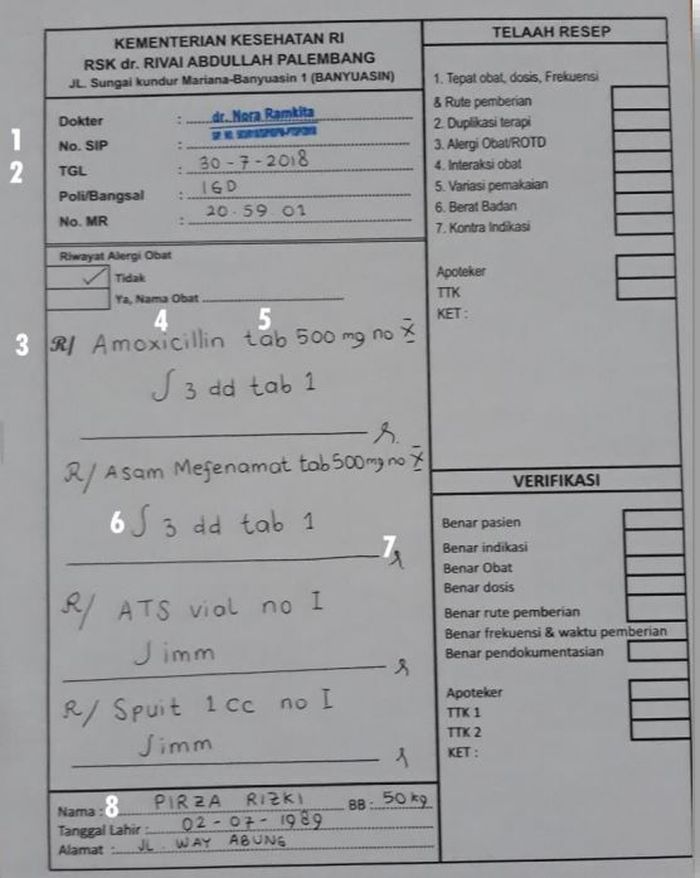 KEMENTERIAN KESEHATAN RI
RSK dr. RIVAI ABDULLAH PALEMBANG
JL. Sungai kundur Mariana-Banyuasin 1 (BANYUASIN)
Dokter : dr. Nora Ramkita
1 No. SIP :
2 TGL : 30-7-2018
Poli/Bangsal : IGD
No. MR : 20.59.01
Riwayat Alergi Obat
✓ Tidak
Ya, Nama Obat
4 5
3 R/ Amoxicillin tab 500 mg no X
ʃ 3 dd tab 1
R/ Asam Mefenamat tab 500 mg no X
6 ʃ 3 dd tab 1
7
R/ ATS vial no I
ʃ imm
R/ Spuit 1 cc no I
ʃ imm
Nama : 8 PIRZA RIZKI BB : 50 kg
Tanggal Lahir : 02-07-1989
Alamat : JL. WAY ABUNG
TELAAH RESEP
1. Tepat obat, dosis, Frekuensi
& Rute pemberian
2. Duplikasi terapi
3. Alergi Obat/ROTD
4. Interaksi obat
5. Variasi pemakaian
6. Berat Badan
7. Kontra Indikasi
Apoteker
TTK
KET :
VERIFIKASI
Benar pasien
Benar indikasi
Benar Obat
Benar dosis
Benar rute pemberian
Benar frekuensi & waktu pemberian
Benar pendokumentasian
Apoteker
TTK 1
TTK 2
KET :